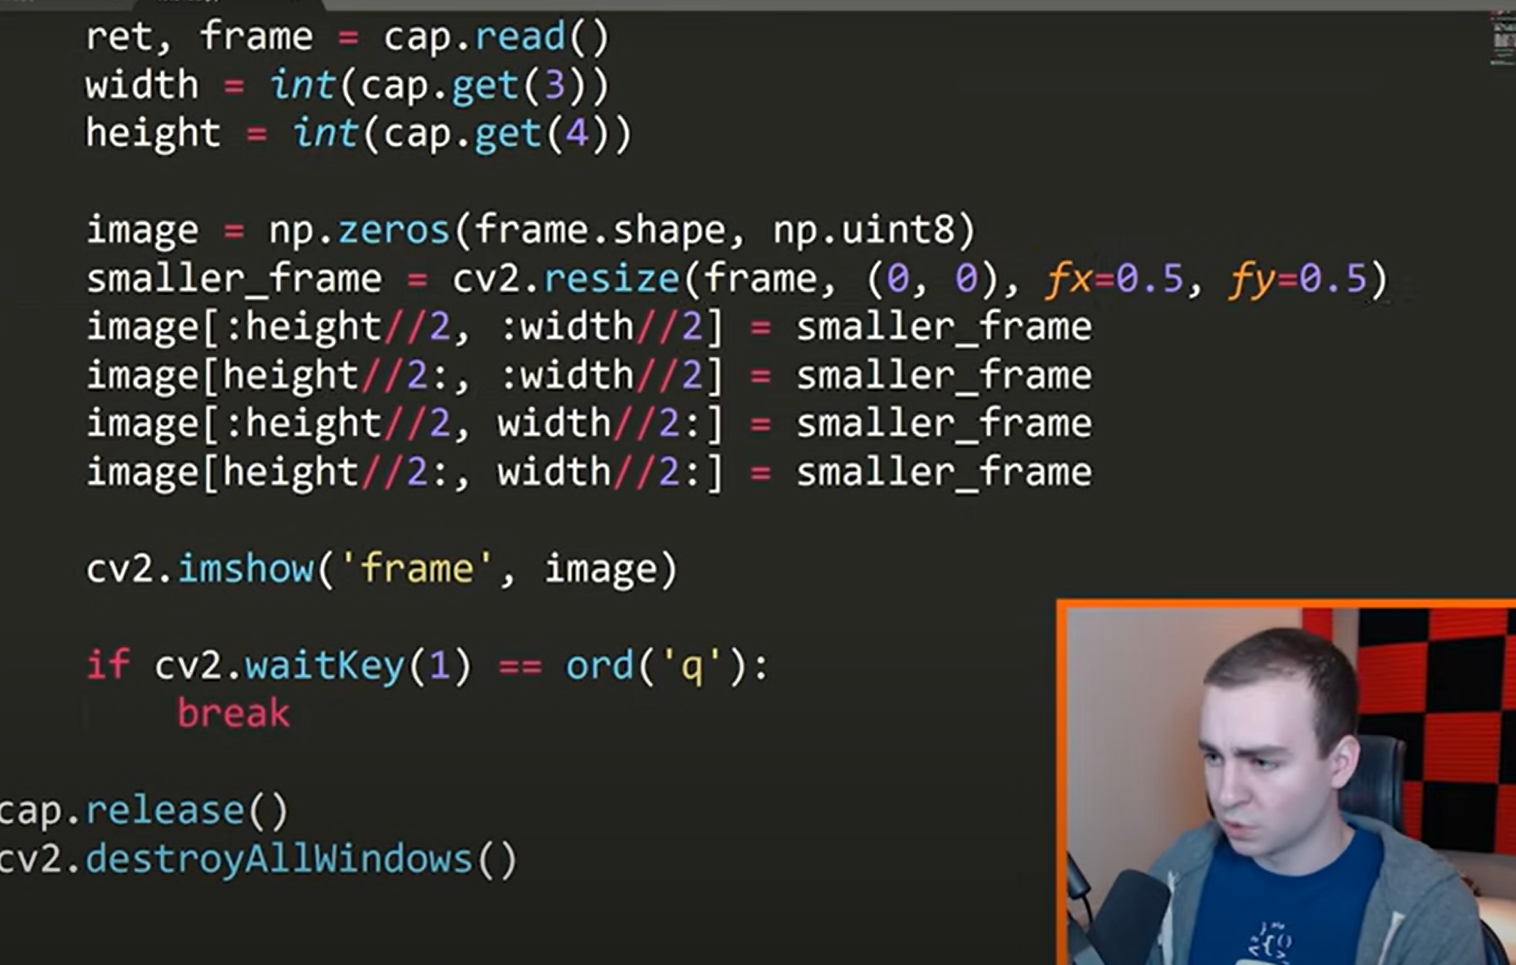 ret, frame = cap.read()
width = int(cap.get(3))
height = int(cap.get(4))
image = np.zeros(frame.shape, np.uint8)
smaller_frame = cv2.resize(frame, (0, 0), fx=0.5, fy=0.5)
image[:height//2, :width//2] = smaller_frame
image[height//2:, :width//2] = smaller_frame
image[:height//2, width//2:] = smaller_frame
image[height//2:, width//2:] = smaller_frame
cv2.imshow('frame', image)
if cv2.waitKey(1) == ord('q'):
break
cap.release()
cv2.destroyAllWindows()